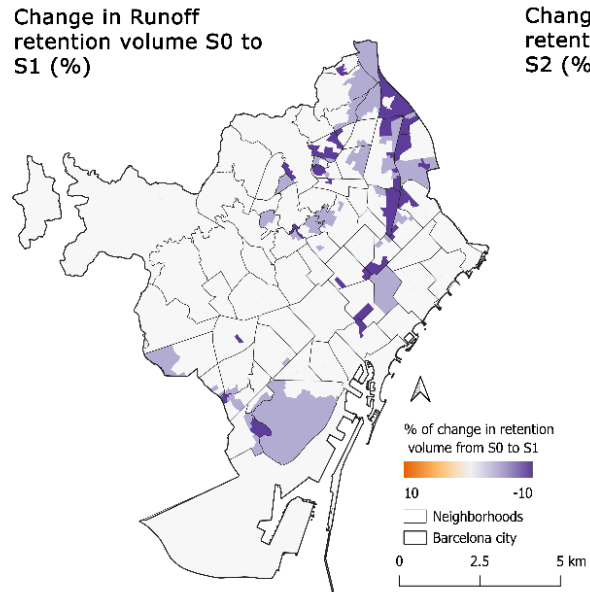 Change in Runoff
retention volume S0 to
S1 (%)
Chang
retent
S2 (%
% of change in retention
volume from S0 to S1
10 -10
Neighborhoods
Barcelona city
0 2.5 5 km